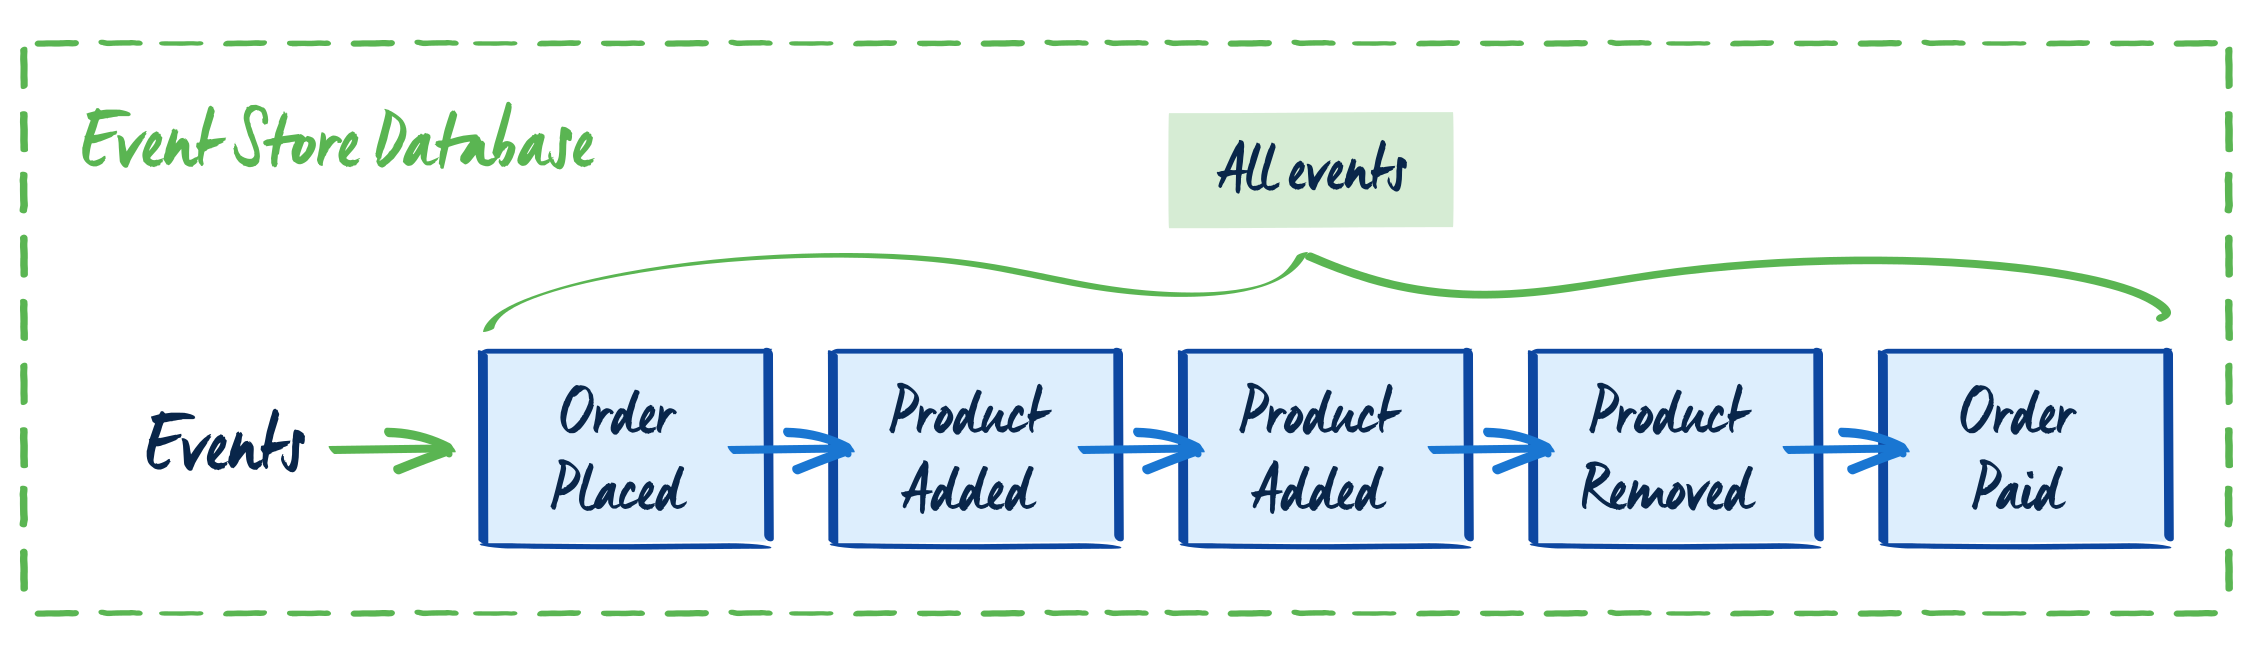 Event Store Database
All events
Events
Order
Placed
Product
Added
Product
Added
Product
Removed
Order
Paid